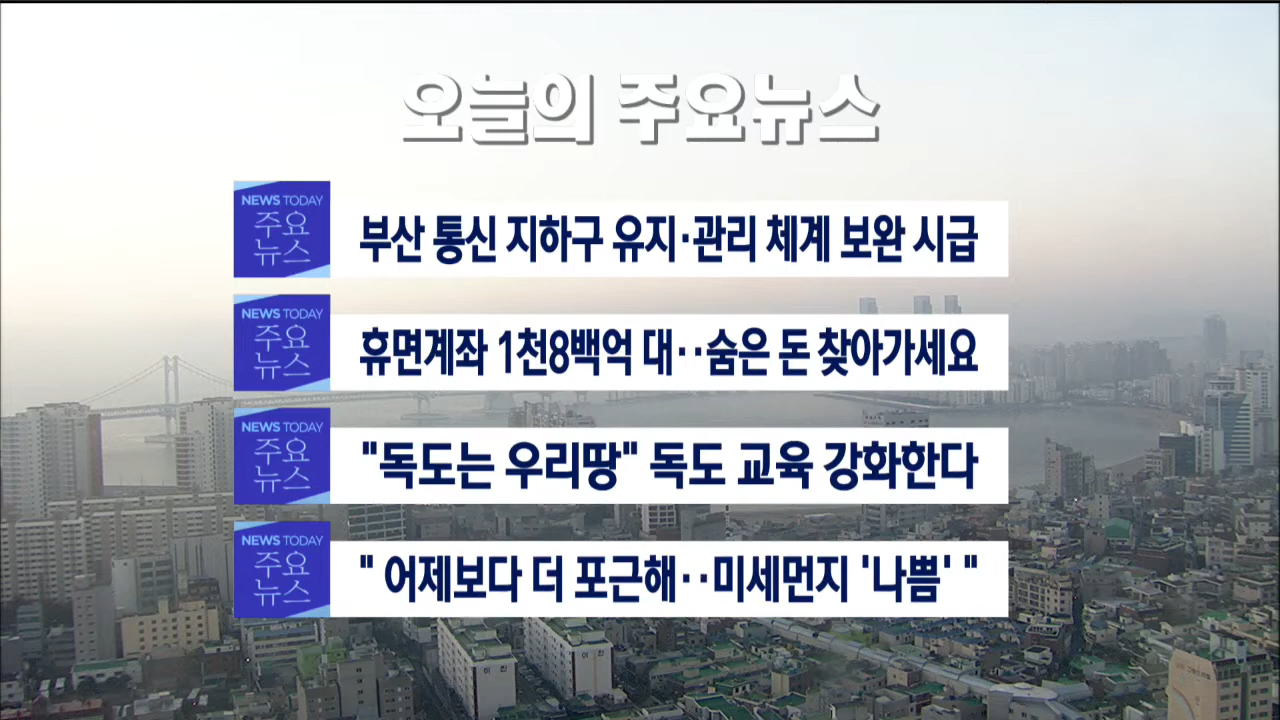 오늘의 주요뉴스
NEWS TODAY
주요
뉴스
부산 통신 지하구 유지·관리 체계 보완 시급
NEWS TODAY
주요
뉴스
휴면계좌 1천8백억 대··숨은 돈 찾아가세요
NEWS TODAY
주요
뉴스
"독도는 우리땅" 독도 교육 강화한다
NEWS TODAY
주요
뉴스
" 어제보다 더 포근해··미세먼지 '나쁨' "